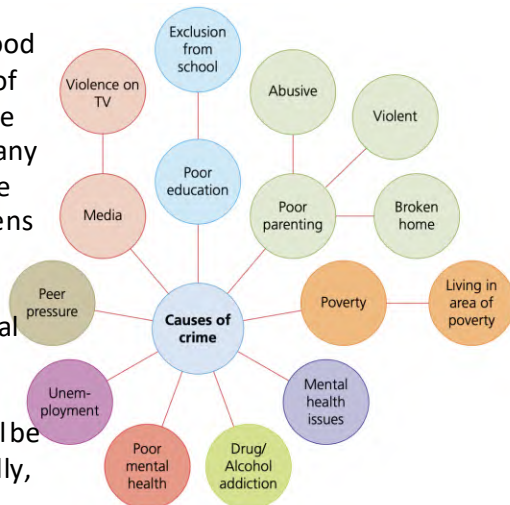 ood
of
e
any
e
ens
al
l be
lly,
Exclusion
from
school
Violence on
TV
Abusive
Violent
Poor
education
Media
Poor
parenting
Broken
home
Peer
pressure
Causes of
crime
Poverty
Living in
area of
poverty
Unem-
ployment
Mental
health
issues
Poor
mental
health
Drug/
Alcohol
addiction